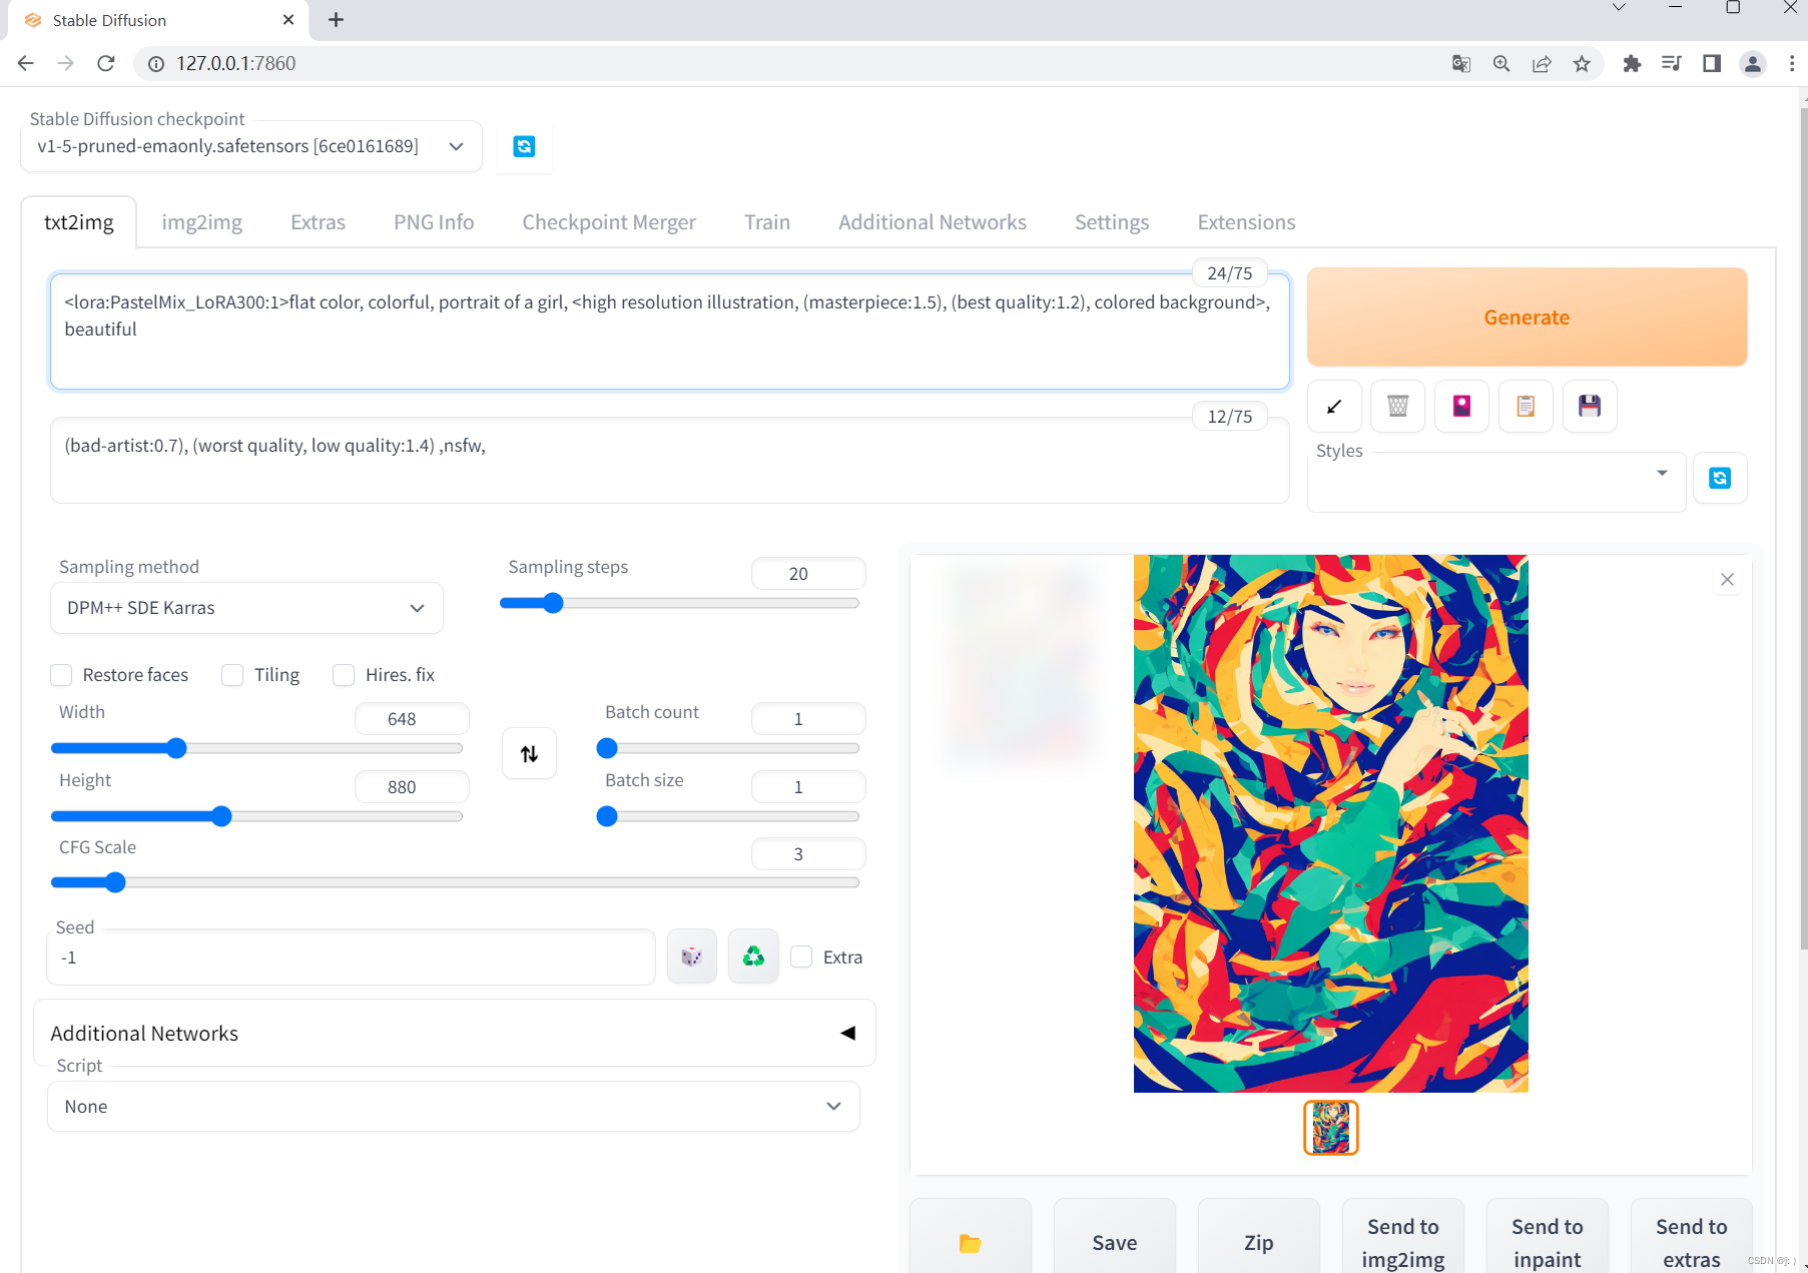 Stable Diffusion
127.0.0.1:7860
Stable Diffusion checkpoint
v1-5-pruned-emaonly.safetensors [6ce0161689]
txt2img img2img Extras PNG Info Checkpoint Merger Train Additional Networks Settings Extensions
24/75
<lora:PastelMix_LoRA300:1>flat color, colorful, portrait of a girl, <high resolution illustration, (masterpiece:1.5), (best quality:1.2), colored background>,
beautiful
Generate
12/75
(bad-artist:0.7), (worst quality, low quality:1.4) ,nsfw,
Styles
Sampling method
DPM++ SDE Karras
Sampling steps
20
Restore faces Tiling Hires. fix
Width
648
Batch count
1
Height
880
Batch size
1
CFG Scale
3
Seed
-1
Extra
Additional Networks
Script
None
Save
Zip
Send to
img2img
Send to
inpaint
Send to
extras
CSDN @j: )